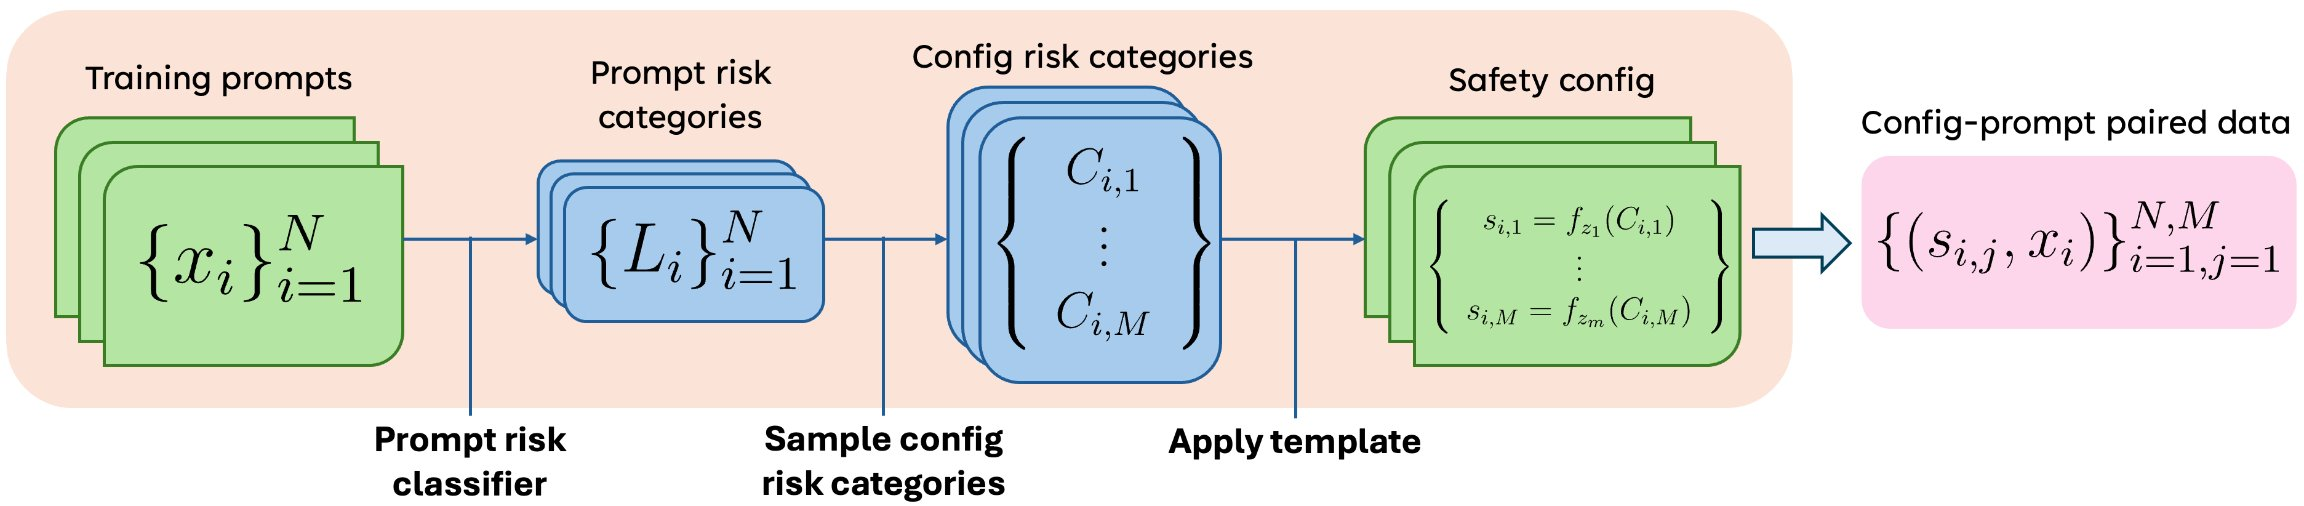 Training prompts
{x_i}_{i=1}^N
Prompt risk
categories
{L_i}_{i=1}^N
Config risk categories
C_{i,1}
⋮
C_{i,M}
Safety config
s_{i,1} = f_{z_1}(C_{i,1})
⋮
s_{i,M} = f_{z_m}(C_{i,M})
Config-prompt paired data
{(s_{i,j}, x_i)}_{i=1,j=1}^{N,M}
Prompt risk
classifier
Sample config
risk categories
Apply template